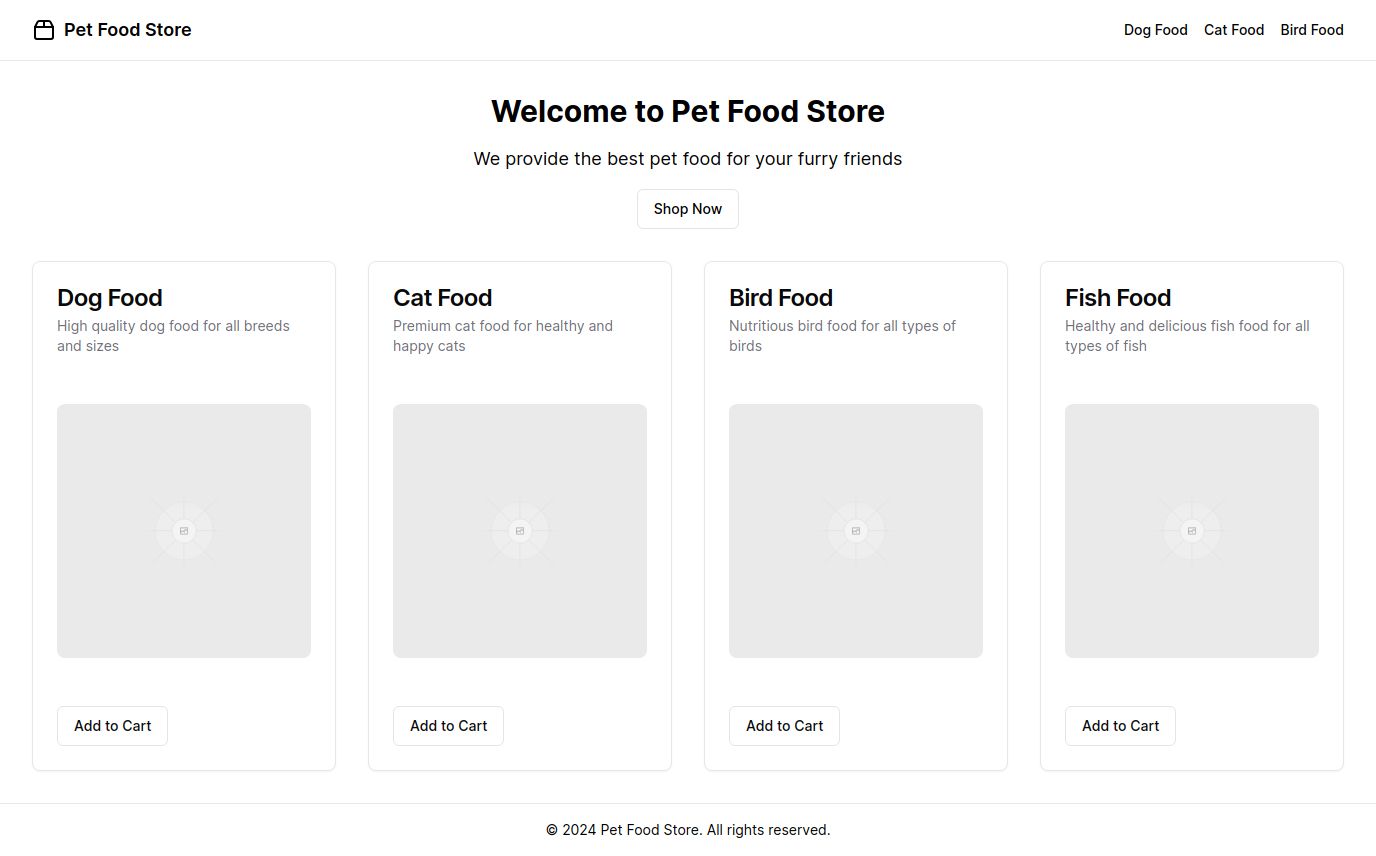 Pet Food Store
Dog Food Cat Food Bird Food
Welcome to Pet Food Store
We provide the best pet food for your furry friends
Shop Now
Dog Food
High quality dog food for all breeds
and sizes
Add to Cart
Cat Food
Premium cat food for healthy and
happy cats
Add to Cart
Bird Food
Nutritious bird food for all types of
birds
Add to Cart
Fish Food
Healthy and delicious fish food for all
types of fish
Add to Cart
© 2024 Pet Food Store. All rights reserved.